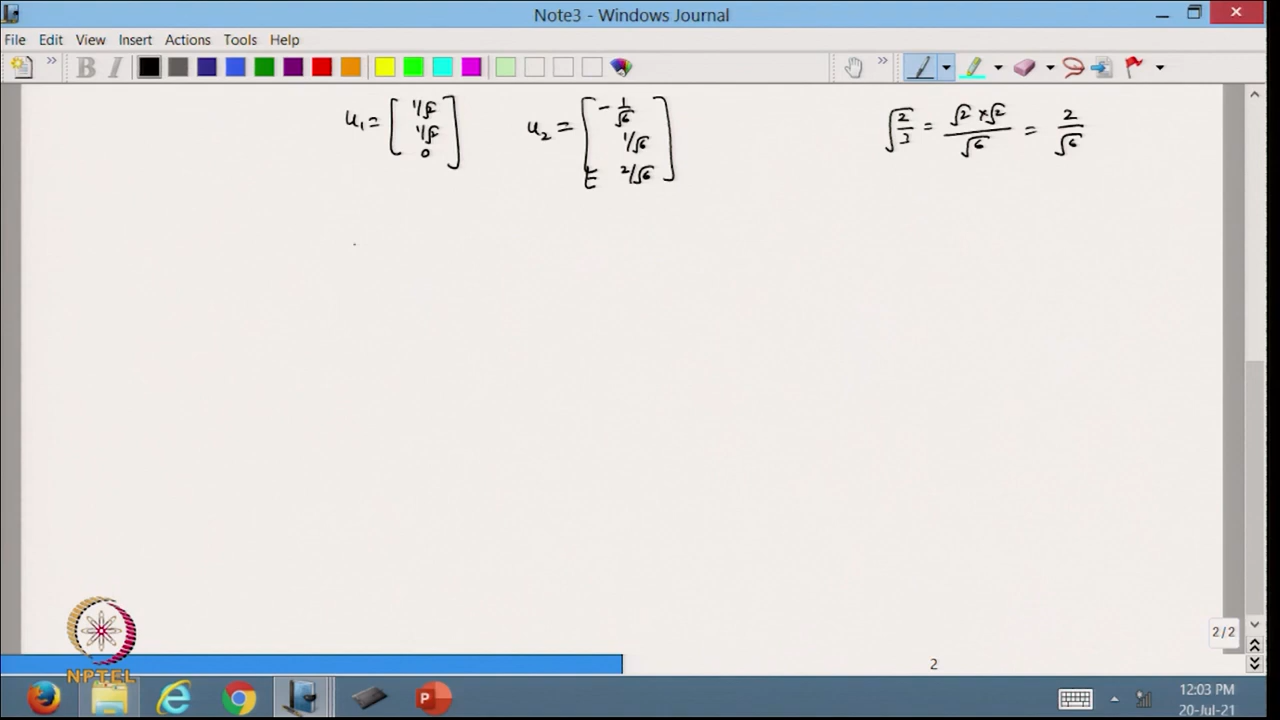 Note3 - Windows Journal
File Edit View Insert Actions Tools Help
B I
u₁ = [ 1/√2 1/√2 0 ] u₂ = [ -1/√6 1/√6 2/√6 ] √2/3 = √2 × √2 / √6 = 2/√6
2/2
2
NPTEL
12:03 PM
20-Jul-21